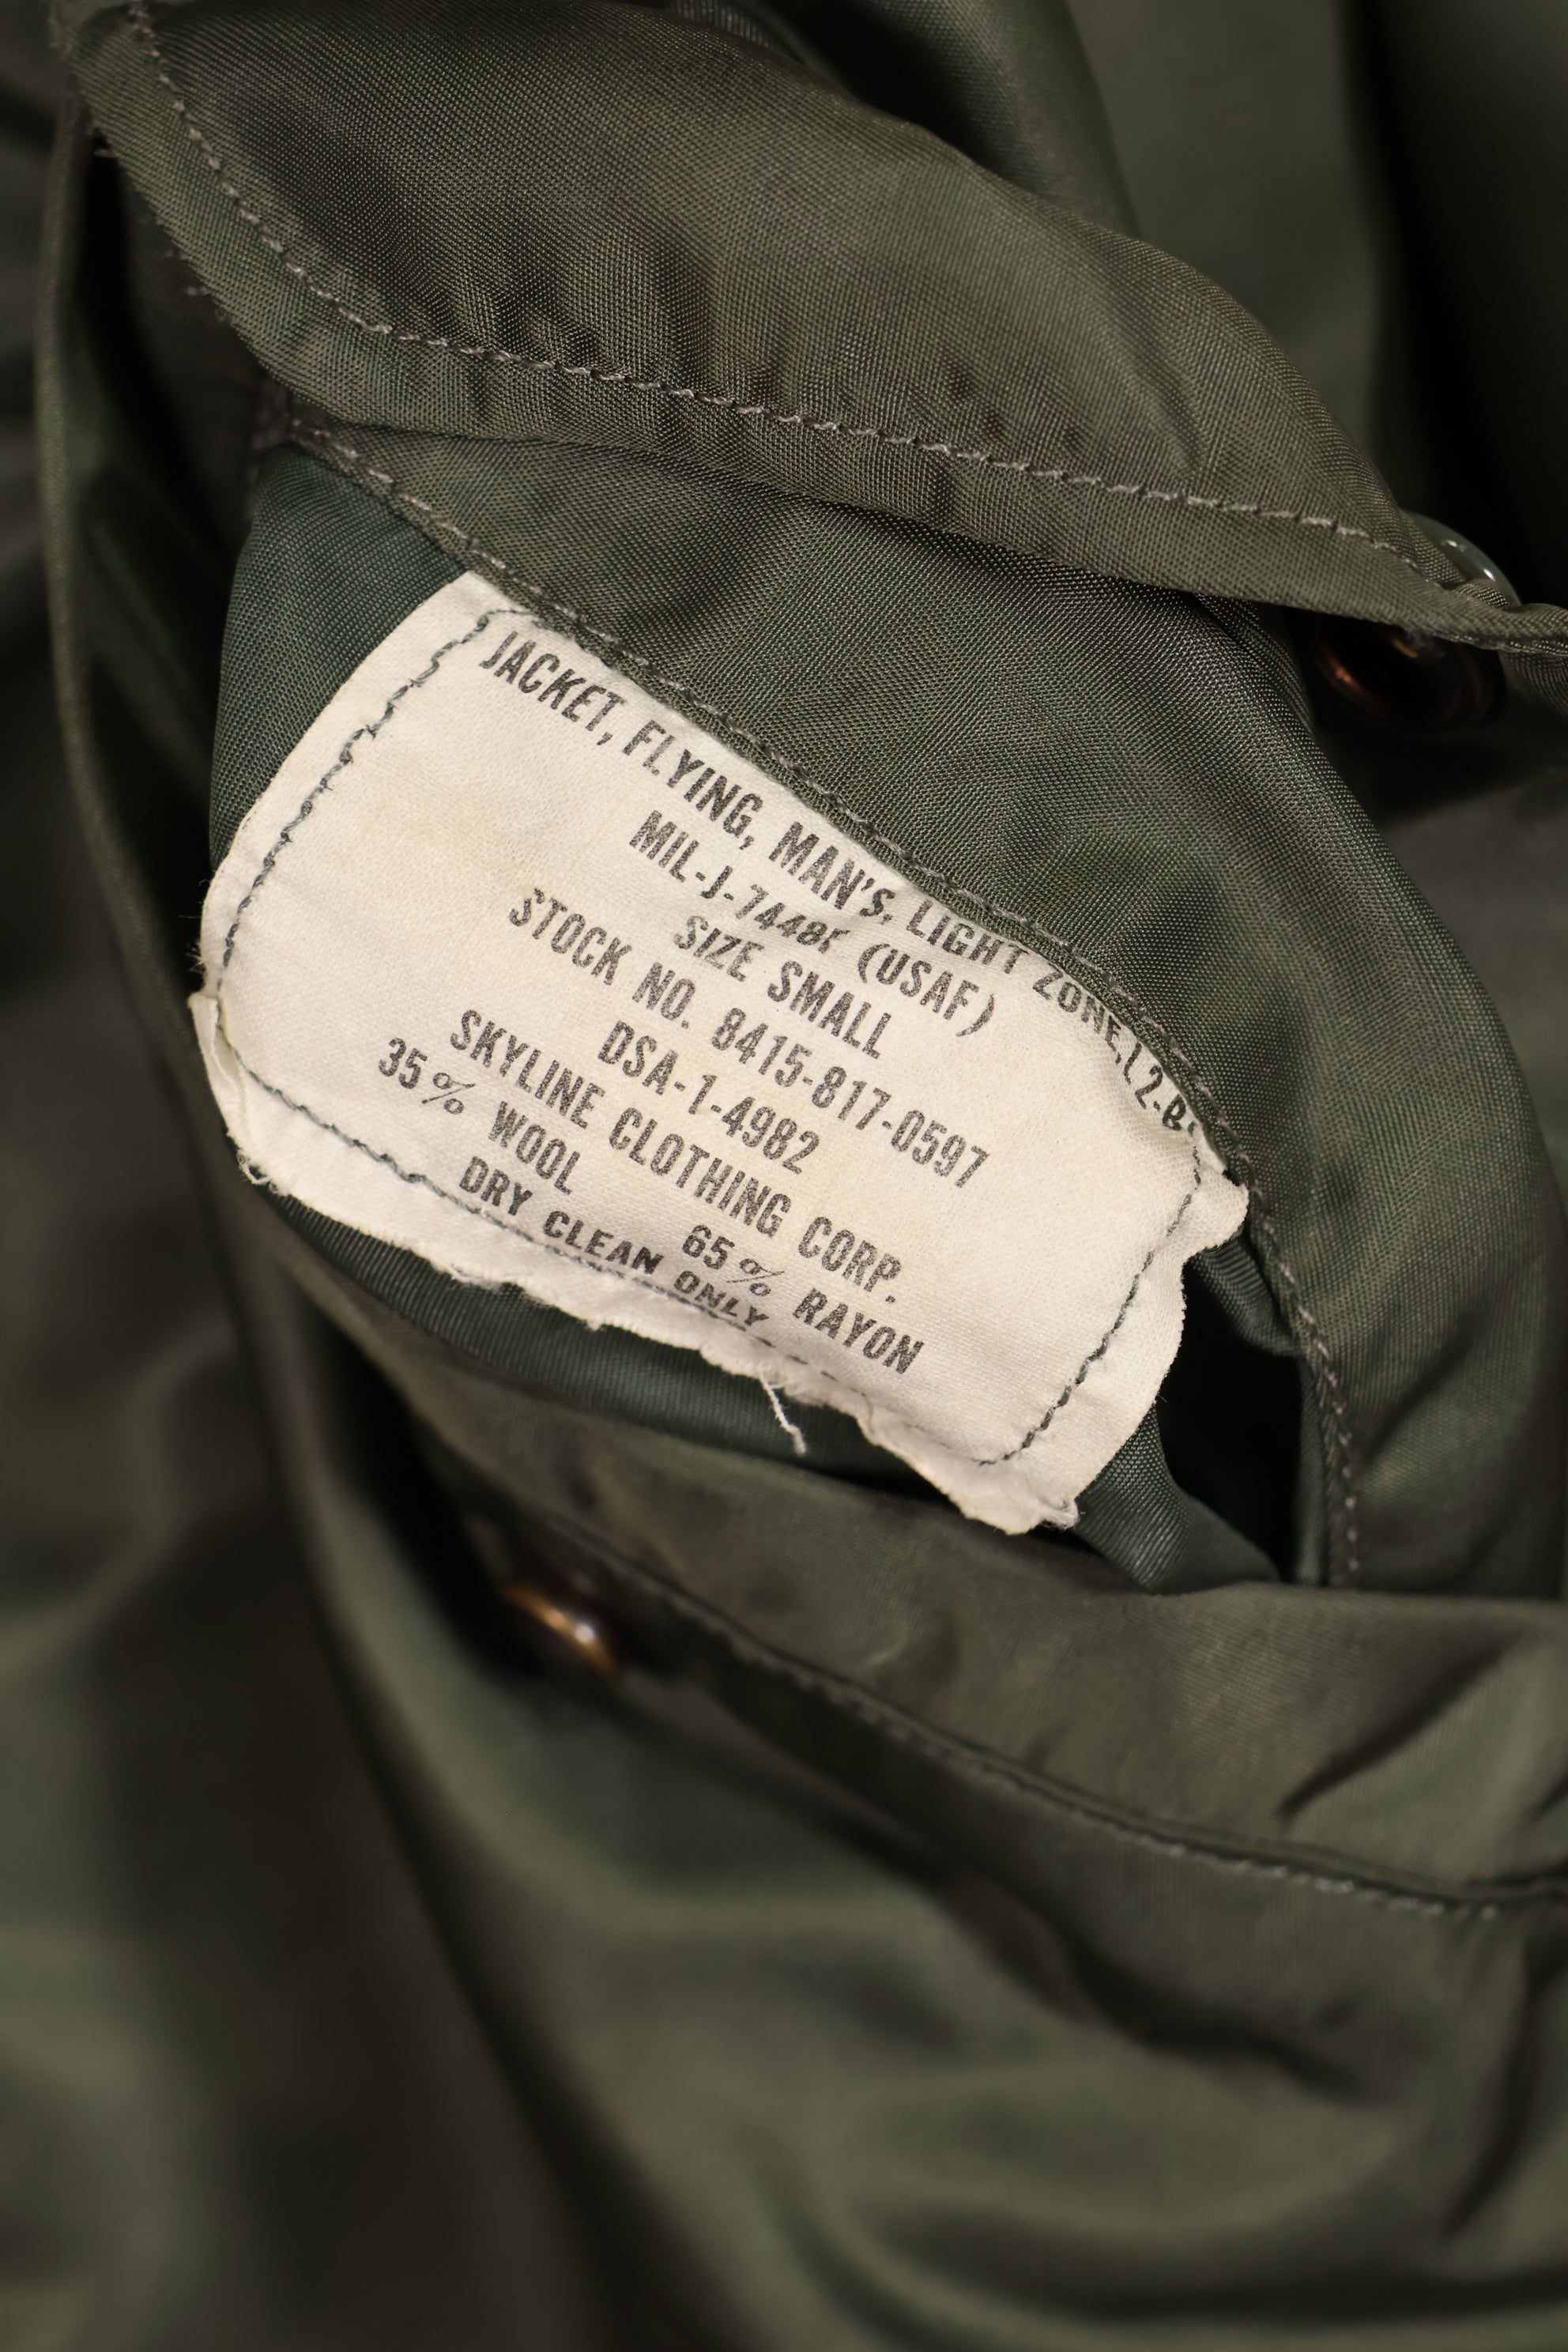 JACKET, FLYING, MAN'S, LIGHT ZONE, L2-B
MIL-J-7448F (USAF)
SIZE SMALL
STOCK NO. 8415-817-0597
DSA-1-4982
SKYLINE CLOTHING CORP.
35% WOOL 65% RAYON
DRY CLEAN ONLY